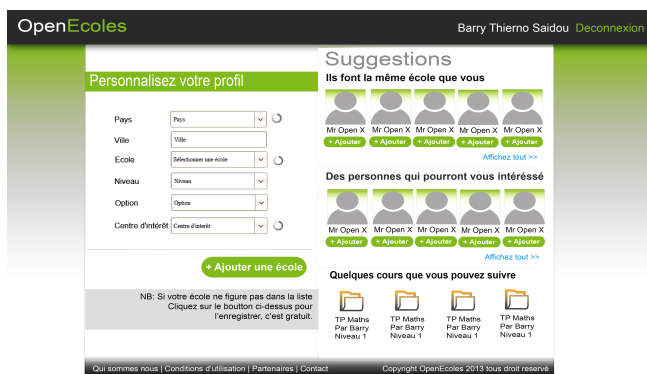 OpenEcoles
Barry Thierno Saidou Deconnexion
Personnalisez votre profil
Pays Pays
Ville Ville
Ecole Sélectionner une école
Niveau Niveau
Option Option
Centre d'intérêt Centre d'interêt
+ Ajouter une école
NB: Si votre école ne figure pas dans la liste
Cliquez sur le boutton ci-dessus pour
l'enregistrer, c'est gratuit.
Suggestions
Ils font la même école que vous
Mr Open X Mr Open X Mr Open X Mr Open X Mr Open X
+ Ajouter + Ajouter + Ajouter + Ajouter + Ajouter
Affichez tout >>
Des personnes qui pourront vous intéréssé
Mr Open X Mr Open X Mr Open X Mr Open X Mr Open X
+ Ajouter + Ajouter + Ajouter + Ajouter + Ajouter
Affichez tout >>
Quelques cours que vous pouvez suivre
TP Maths TP Maths TP Maths TP Maths
Par Barry Par Barry Par Barry Par Barry
Niveau 1 Niveau 1 Niveau 1 Niveau 1
Qui sommes nous | Conditions d'utilisation | Partenaires | Contact
Copyright OpenEcoles 2013 tous droit reservé